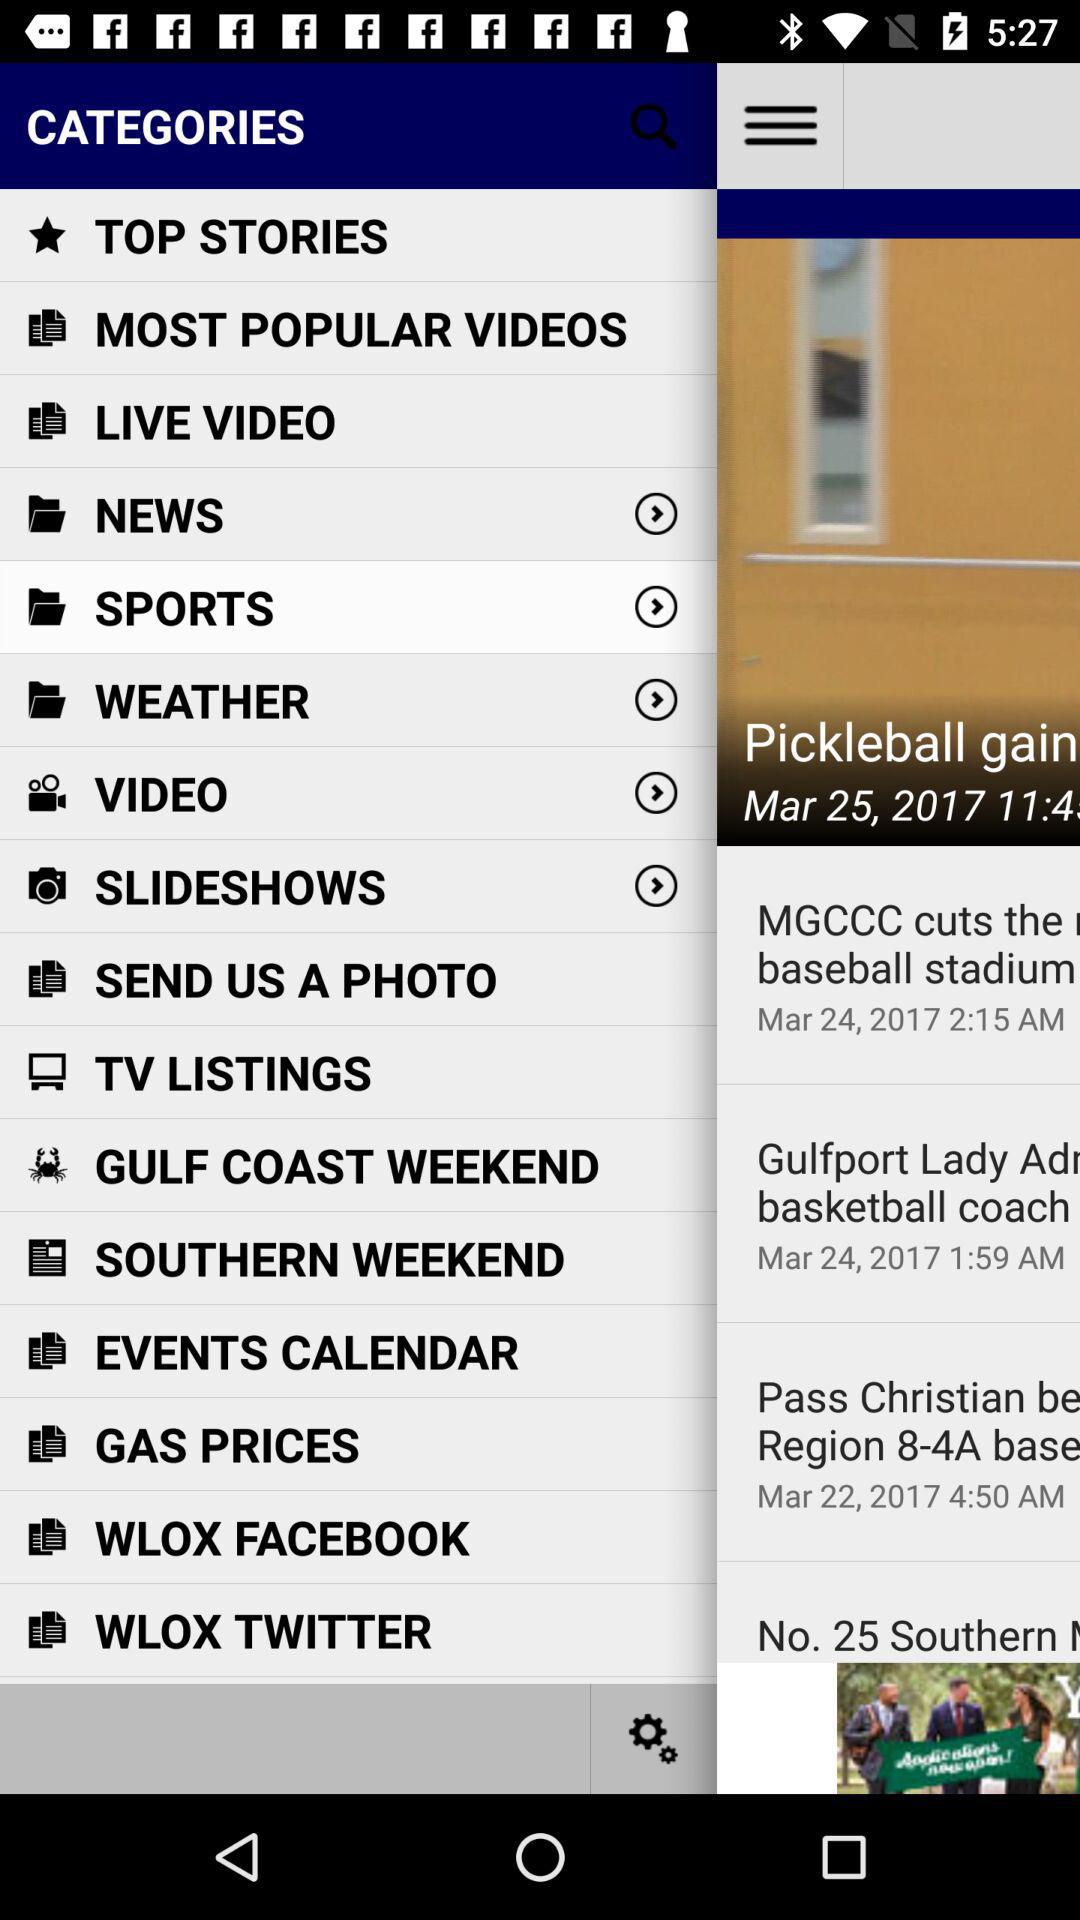 5:27
CATEGORIES
TOP STORIES
MOST POPULAR VIDEOS
LIVE VIDEO
NEWS
SPORTS
WEATHER
VIDEO
SLIDESHOWS
SEND US A PHOTO
TV LISTINGS
GULF COAST WEEKEND
SOUTHERN WEEKEND
EVENTS CALENDAR
GAS PRICES
WLOX FACEBOOK
WLOX TWITTER
Pickleball gain
Mar 25, 2017 11:45
MGCCC cuts the
baseball stadium
Mar 24, 2017 2:15 AM
Gulfport Lady Adm
basketball coach
Mar 24, 2017 1:59 AM
Pass Christian be
Region 8-4A base
Mar 22, 2017 4:50 AM
No. 25 Southern M
Y
Applications
now open!